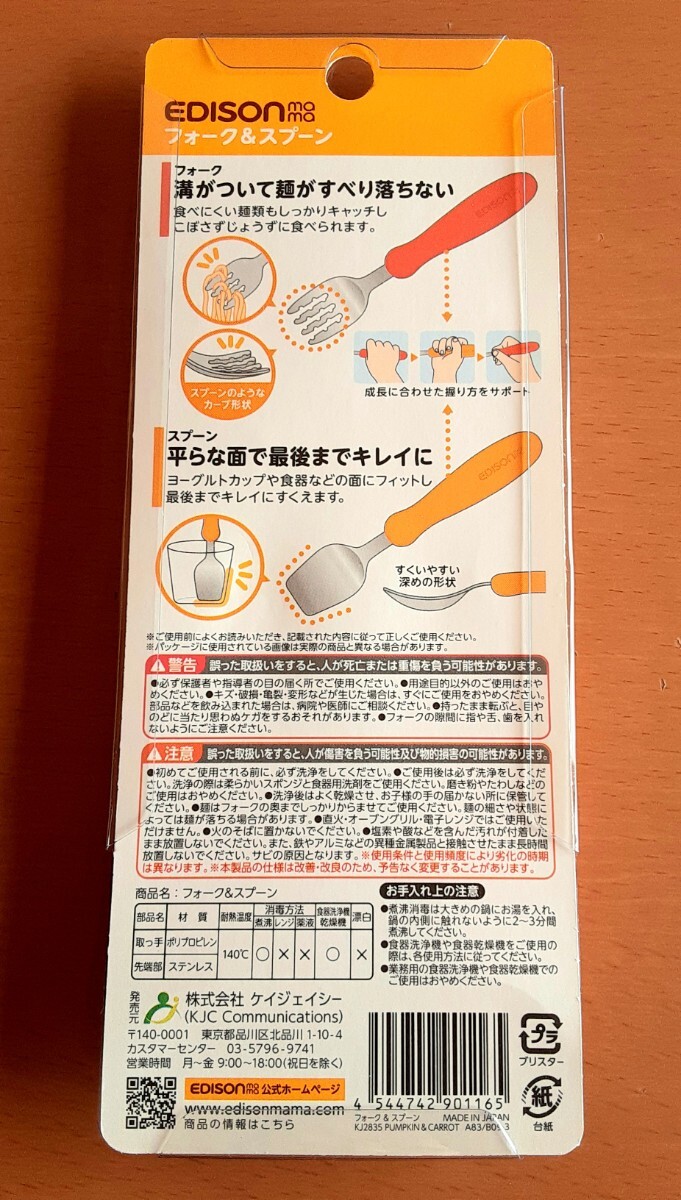 EDISON mama
フォーク&スプーン
フォーク
溝がついて麺がすべり落ちない
食べにくい麺類もしっかりキャッチし
こぼさずじょうずに食べられます。
EDISON
スプーンのような
カーブ形状
成長に合わせた握り方をサポート
スプーン
平らな面で最後までキレイに
ヨーグルトカップや食器などの面にフィットし
最後までキレイにすくえます。
EDISON
すくいやすい
深めの形状
※ご使用前によくお読みいただき、記載された内容に従って正しくご使用ください。
※パッケージに使用されている画像は実際の商品と異なる場合があります。
警告 誤った取扱いをすると、人が死亡または重傷を負う可能性があります。
●必ず保護者や指導者の目の届く所でご使用ください。●用途目的以外のご使用はおや
めください。●キズ・破損・亀裂・変形などが生じた場合は、すぐにご使用をおやめください。
部品などを飲み込まれた場合は、病院や医師にご相談ください。●持ったまま転ぶと、目や
のどに当たり思わぬケガをするおそれがあります。●フォークの隙間に指や舌、歯を入れ
ないようにご注意ください。
注意 誤った取扱いをすると、人が傷害を負う可能性及び物的損害の可能性があります。
●初めてご使用される前に、必ず洗浄をしてください。●ご使用後は必ず洗浄をしてくだ
さい。洗浄の際は柔らかいスポンジと食器用洗剤をご使用ください。磨き粉やたわしなどの
ご使用はおやめください。●洗浄後はよく乾燥させ、お子様の手の届かない所に保管して
ください。●麺はフォークの奥までしっかりからませてご使用ください。麺の細さや状態に
よっては麺が落ちる場合があります。●直火・オーブングリル・電子レンジではご使用いた
だけません。●火のそばに置かないでください。●塩素や酸などを含んだ汚れが付着した
まま放置しないでください。また、鉄やアルミなどの異種金属製品と接触させたまま長時間
放置しないでください。サビの原因となります。※使用条件と使用頻度により劣化の時期
は異なります。※本製品の仕様は改善・改良のため、予告なく変更することがあります。
商品名:フォーク&スプーン
部品名 材 質 耐熱温度 消毒方法 食器洗浄機 乾燥機 漂白
煮沸 レンジ 薬液
取っ手 ポリプロピレン 140℃ ○ × × ○ ×
先端部 ステンレス
お手入れ上の注意
●煮沸消毒は大きめの鍋にお湯を入れ、
鍋の内側に触れないように2〜3分間
煮沸してください。
●食器洗浄機や食器乾燥機をご使用の
際は、各使用方法に従ってください。
●業務用の食器洗浄機や食器乾燥機での
ご使用はおやめください。
発売元 株式会社 ケイジェイシー
(KJC Communications)
〒140-0001 東京都品川区北品川1-10-4
カスタマーセンター 03-5796-9741
営業時間 月〜金 9:00〜18:00(祝日を除く)
EDISON mama 公式ホームページ
www.edisonmama.com
商品の情報はこちら
4 544742 901165
フォーク & スプーン MADE IN JAPAN
KJ2835 PUMPKIN & CARROT
プラ
ブリスター
紙
台紙